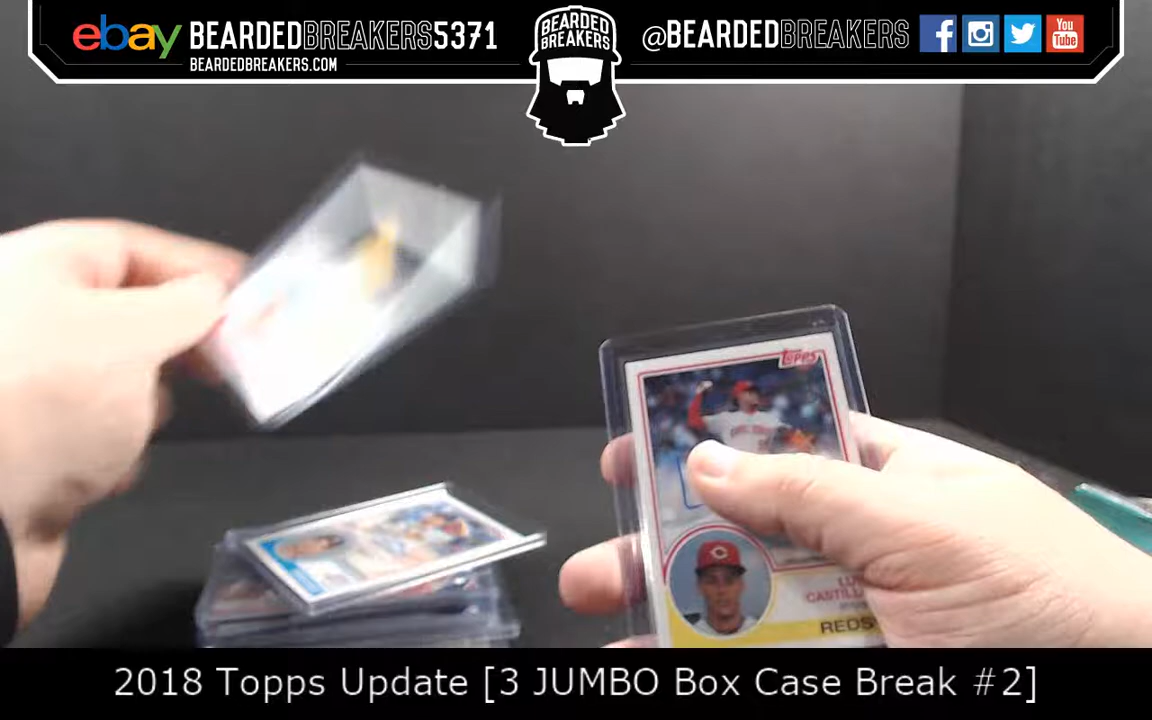 ebay BEARDEDBREAKERS5371
BEARDEDBREAKERS.COM
BEARDED
BREAKERS
@BEARDEDBREAKERS
You
Tube
TOPPS
CASTILL
REDS
2018 Topps Update [3 JUMBO Box Case Break #2]